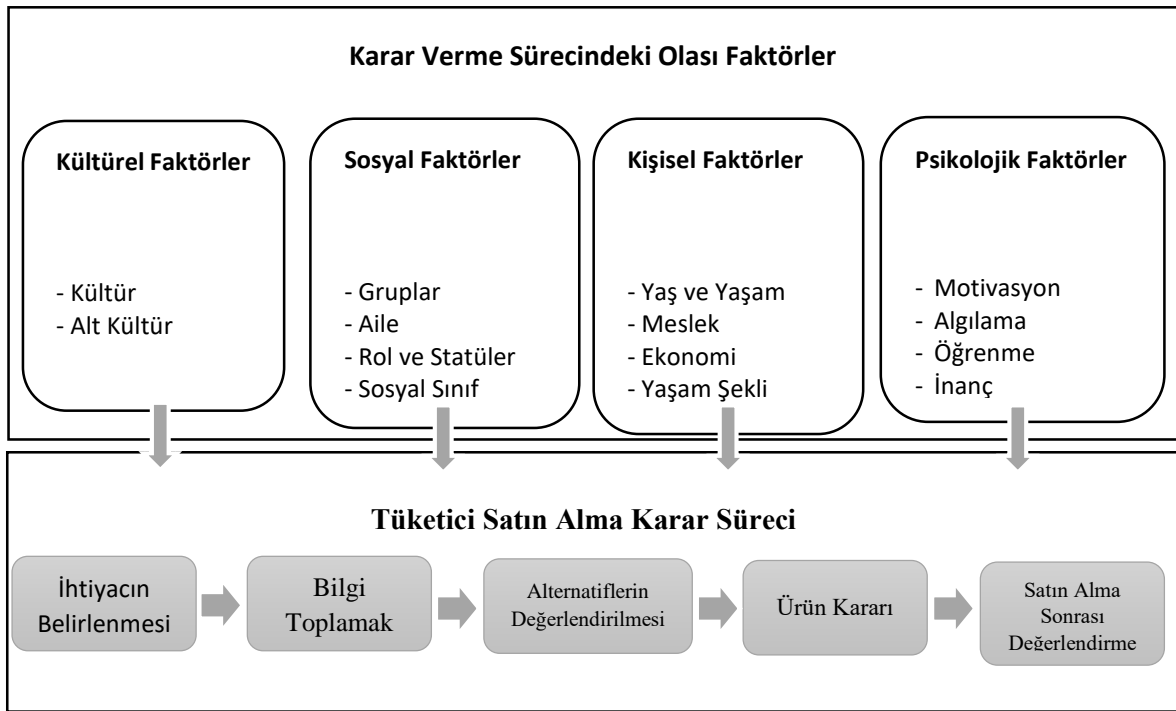 Karar Verme Sürecindeki Olası Faktörler
Kültürel Faktörler
- Kültür
- Alt Kültür
Sosyal Faktörler
- Gruplar
- Aile
- Rol ve Statüler
- Sosyal Sınıf
Kişisel Faktörler
- Yaş ve Yaşam
- Meslek
- Ekonomi
- Yaşam Şekli
Psikolojik Faktörler
- Motivasyon
- Algılama
- Öğrenme
- İnanç
Tüketici Satın Alma Karar Süreci
İhtiyacın
Belirlenmesi
Bilgi
Toplamak
Alternatiflerin
Değerlendirilmesi
Ürün Kararı
Satın Alma
Sonrası
Değerlendirme